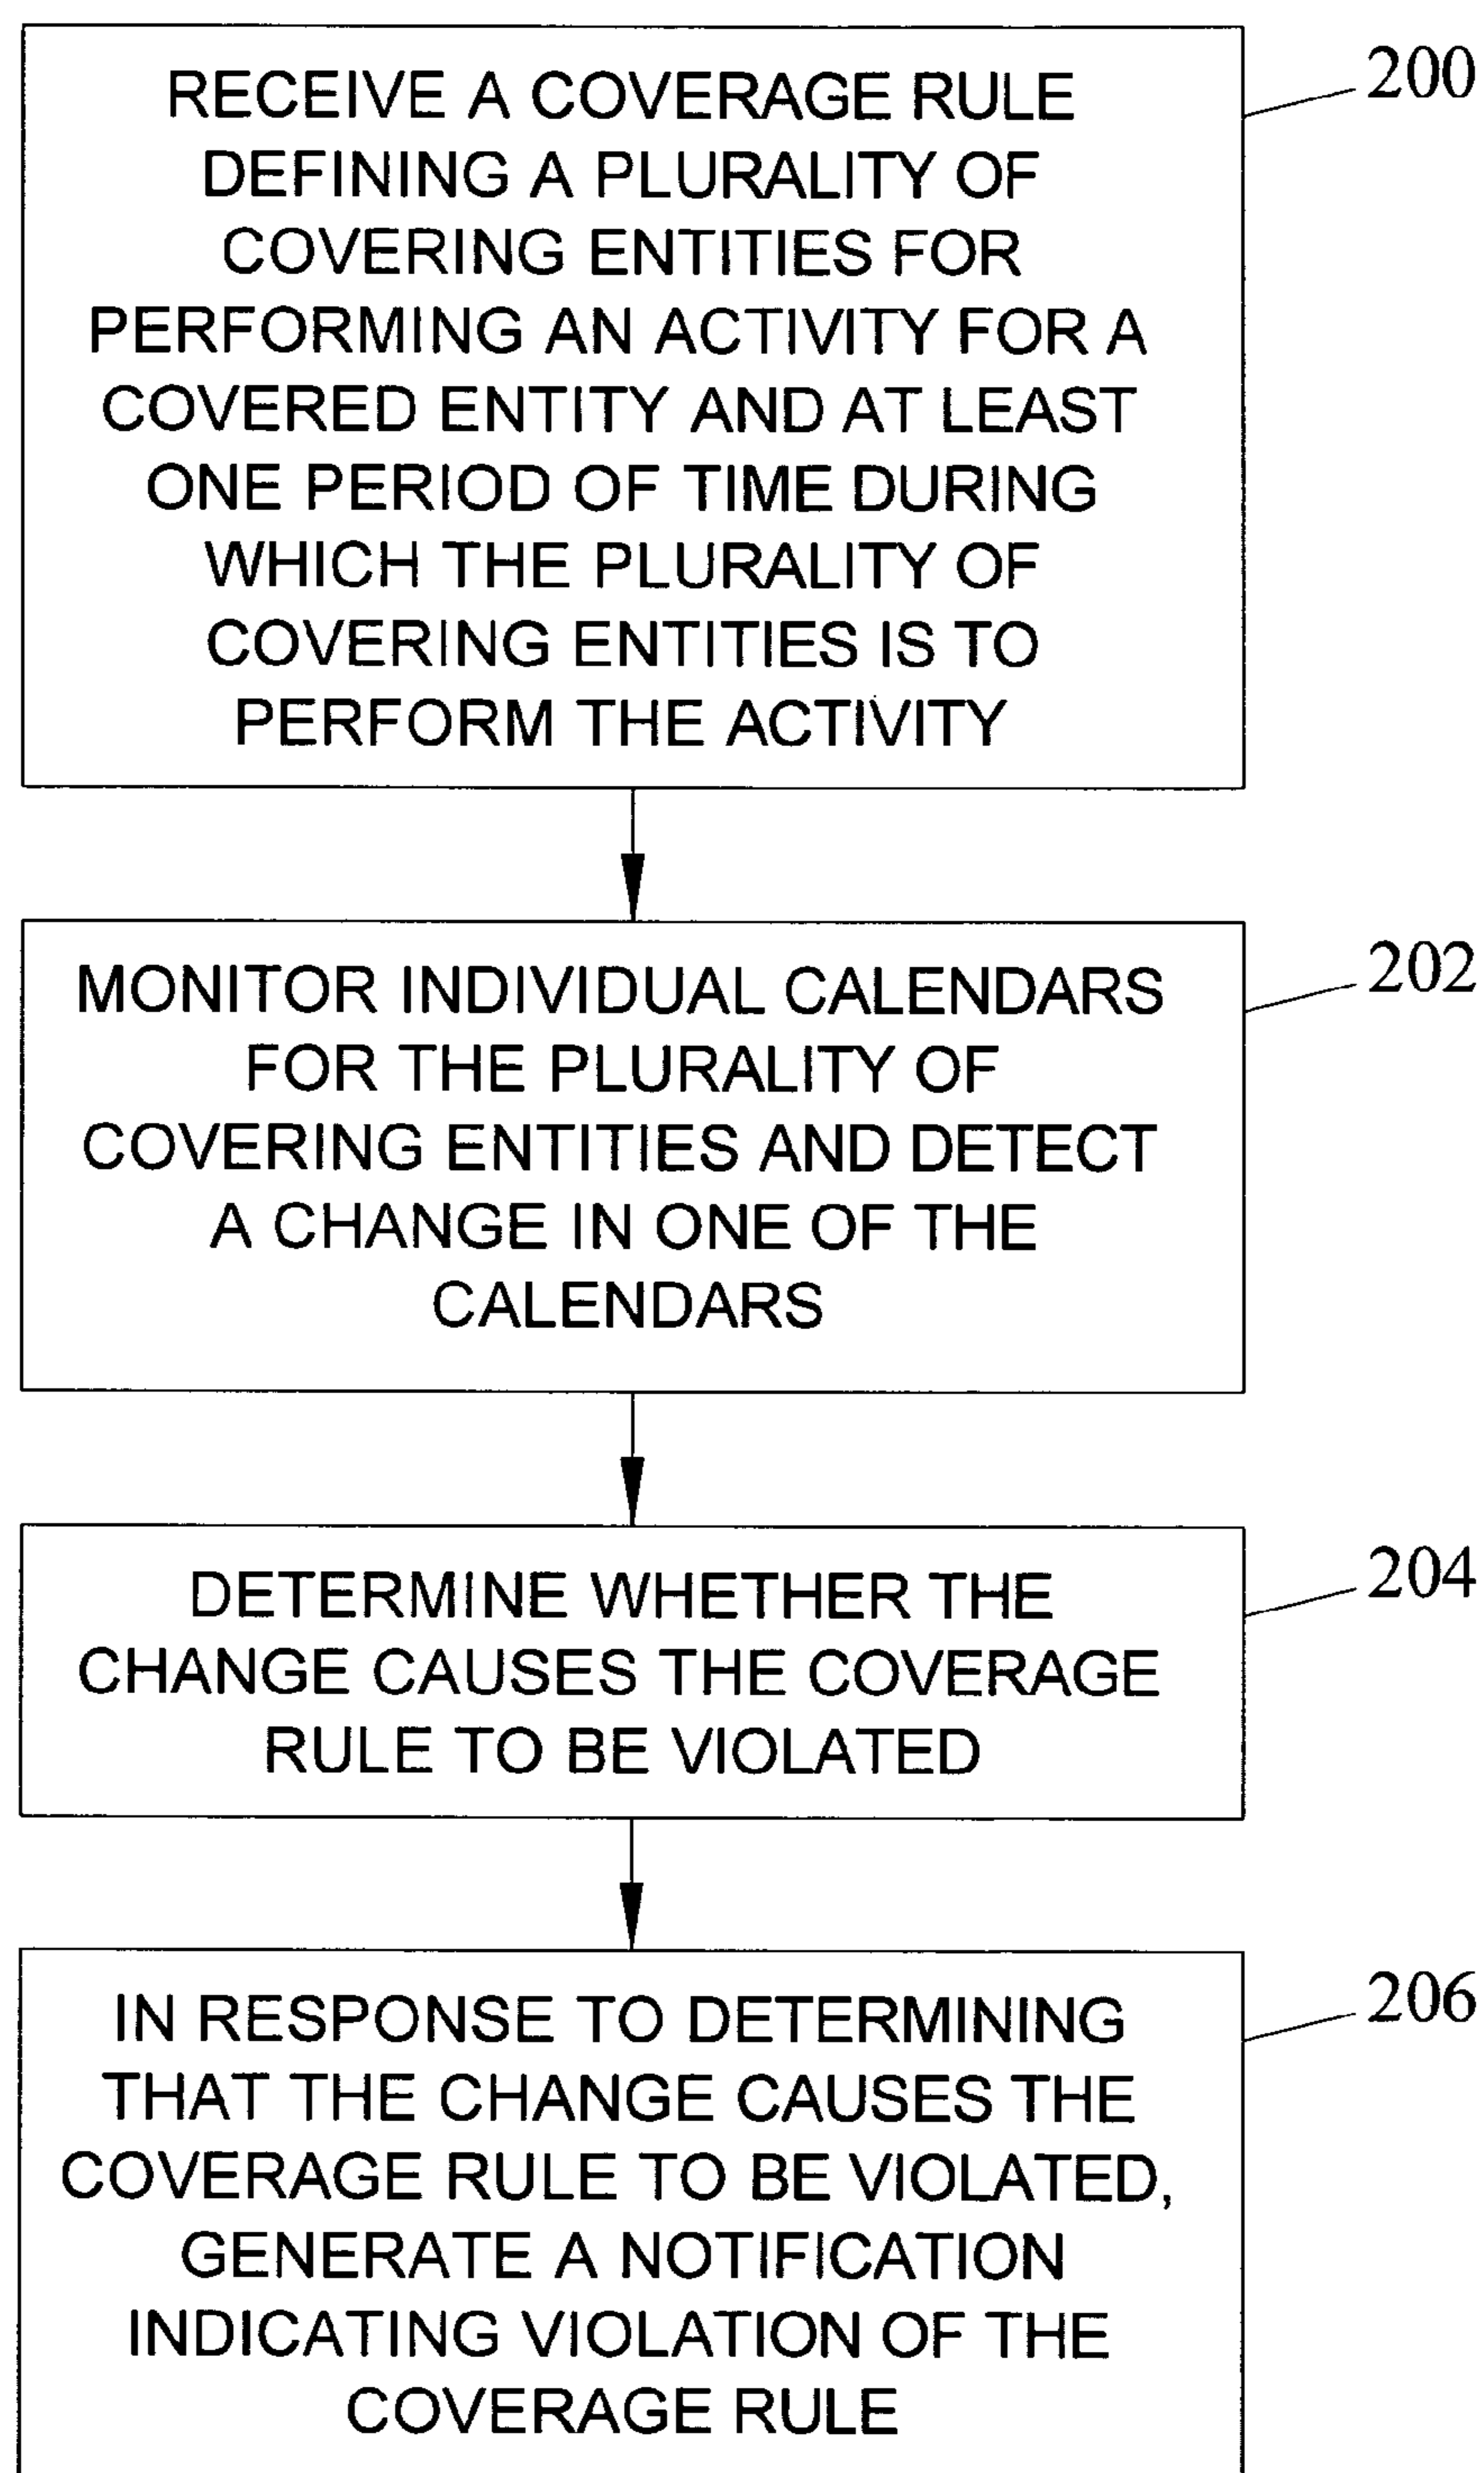 RECEIVE A COVERAGE RULE
DEFINING A PLURALITY OF
COVERING ENTITIES FOR
PERFORMING AN ACTIVITY FOR A
COVERED ENTITY AND AT LEAST
ONE PERIOD OF TIME DURING
WHICH THE PLURALITY OF
COVERING ENTITIES IS TO
PERFORM THE ACTIVITY
200
MONITOR INDIVIDUAL CALENDARS
FOR THE PLURALITY OF
COVERING ENTITIES AND DETECT
A CHANGE IN ONE OF THE
CALENDARS
202
DETERMINE WHETHER THE
CHANGE CAUSES THE COVERAGE
RULE TO BE VIOLATED
204
IN RESPONSE TO DETERMINING
THAT THE CHANGE CAUSES THE
COVERAGE RULE TO BE VIOLATED,
GENERATE A NOTIFICATION
INDICATING VIOLATION OF THE
COVERAGE RULE
206